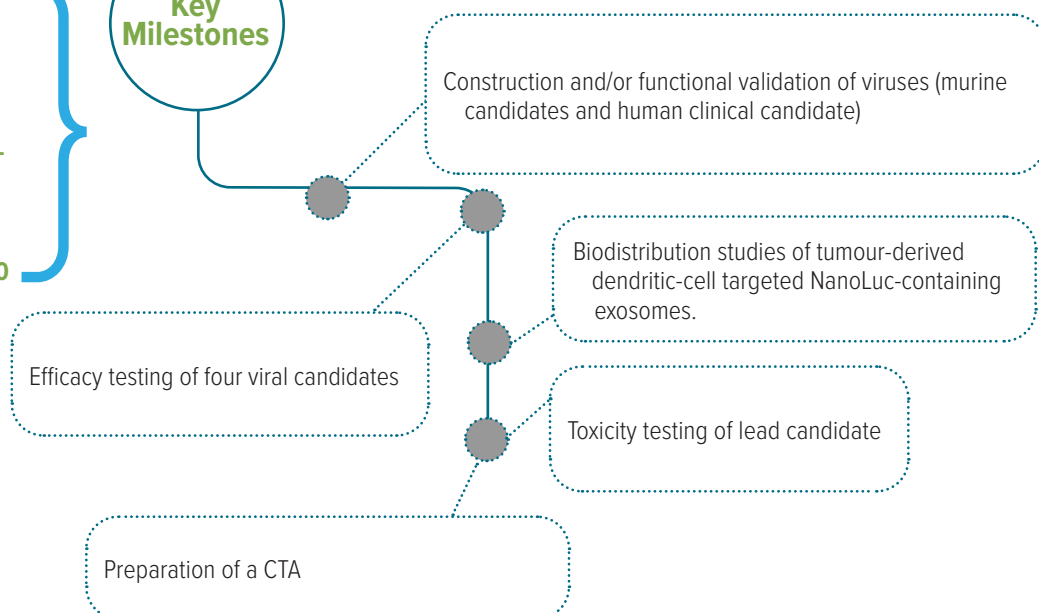 Key
Milestones
Construction and/or functional validation of viruses (murine
candidates and human clinical candidate)
Biodistribution studies of tumour-derived
dendritic-cell targeted NanoLuc-containing
exosomes.
Efficacy testing of four viral candidates
Toxicity testing of lead candidate
Preparation of a CTA
0